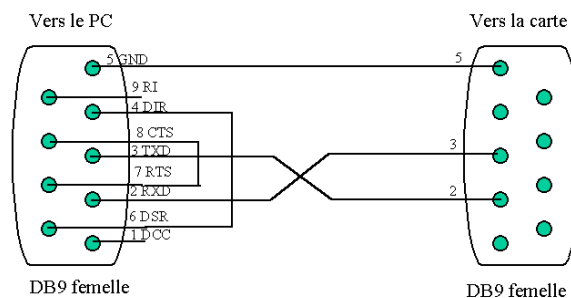 Vers le PC
Vers la carte
5 GND
5
9 RI
4 DIR
8 CTS
3 TXD
3
7 RTS
2 RXD
2
6 DSR
1 DCC
DB9 femelle
DB9 femelle